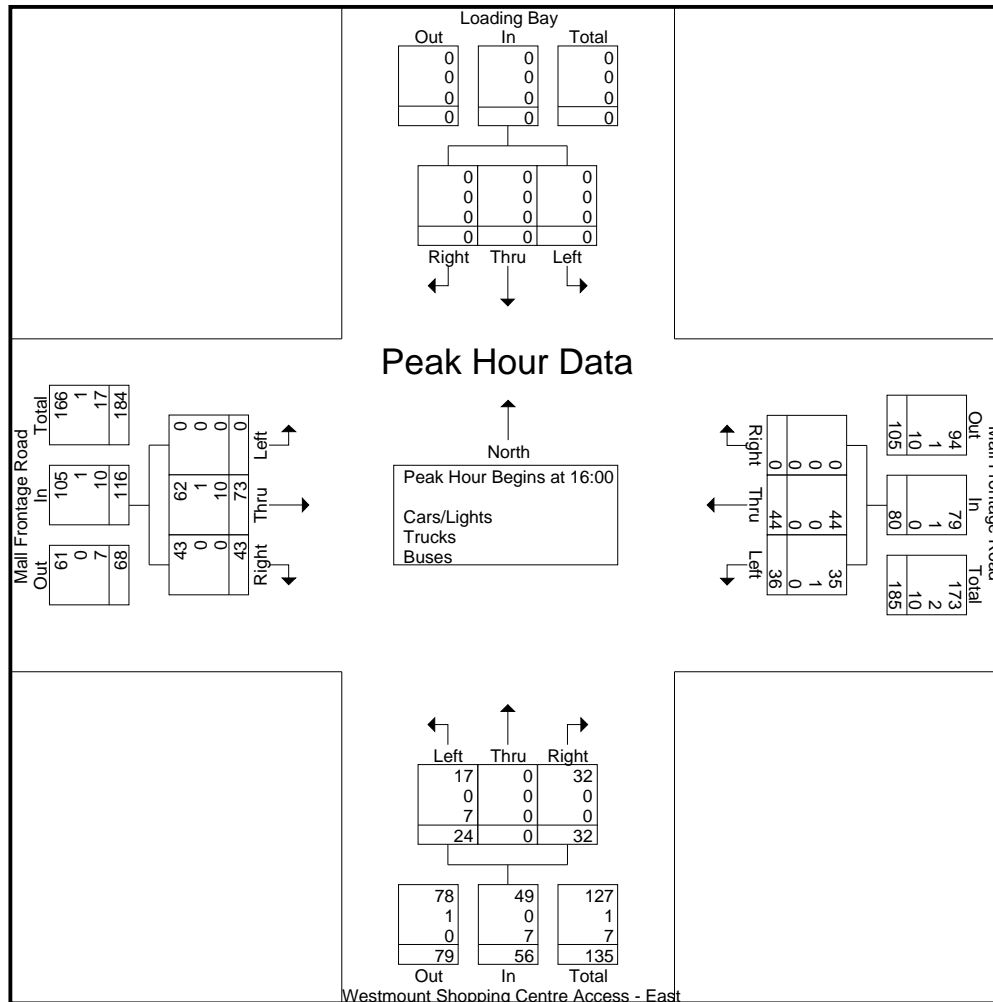 Loading Bay
Out In Total
0 0 0
0 0 0
0 0 0
0 0 0
0 0 0
0 0 0
0 0 0
0 0 0
Right Thru Left
Peak Hour Data
North
Peak Hour Begins at 16:00
Cars/Lights
Trucks
Buses
Mall Frontage Road
Total In Out
166 105 61
1 1 0
17 10 7
184 116 68
Left Thru Right
0 62 43
0 1 0
0 10 0
0 73 43
Mall Frontage Road
Out In Total
94 79 173
1 1 2
10 0 10
105 80 185
Right Thru Left
0 44 35
0 0 1
0 0 0
0 44 36
Left Thru Right
17 0 32
0 0 0
7 0 0
24 0 32
78 49 127
1 0 1
0 7 7
79 56 135
Out In Total
Westmount Shopping Centre Access - East